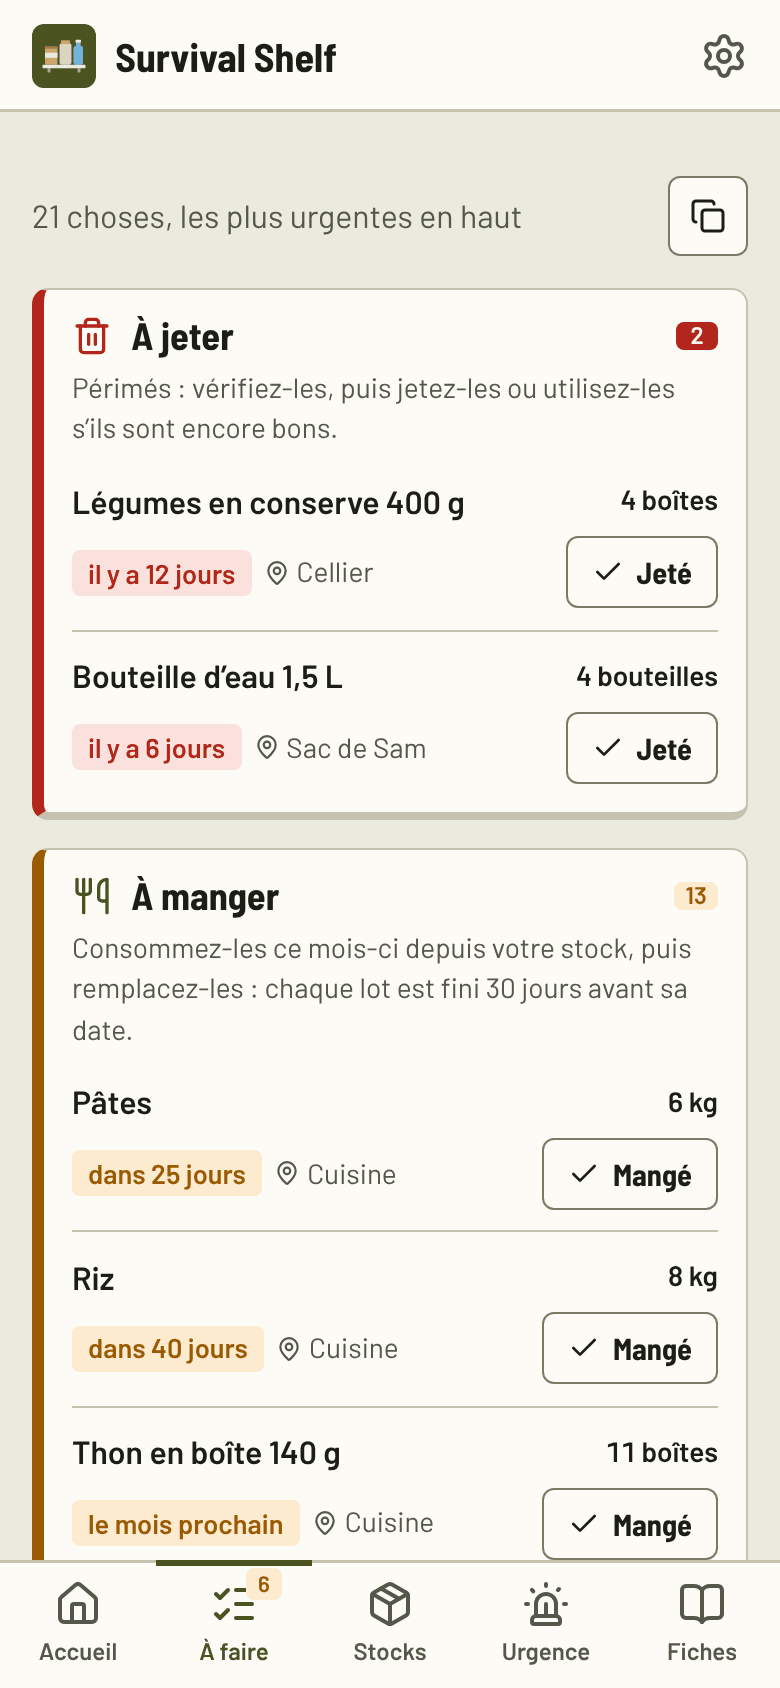 Survival Shelf
21 choses, les plus urgentes en haut
À jeter
2
Périmés : vérifiez-les, puis jetez-les ou utilisez-les
s’ils sont encore bons.
Légumes en conserve 400 g
4 boîtes
il y a 12 jours
Cellier
Jeté
Bouteille d’eau 1,5 L
4 bouteilles
il y a 6 jours
Sac de Sam
Jeté
À manger
13
Consommez-les ce mois-ci depuis votre stock, puis
remplacez-les : chaque lot est fini 30 jours avant sa
date.
Pâtes
6 kg
dans 25 jours
Cuisine
Mangé
Riz
8 kg
dans 40 jours
Cuisine
Mangé
Thon en boîte 140 g
11 boîtes
le mois prochain
Cuisine
Mangé
6
Accueil
À faire
Stocks
Urgence
Fiches